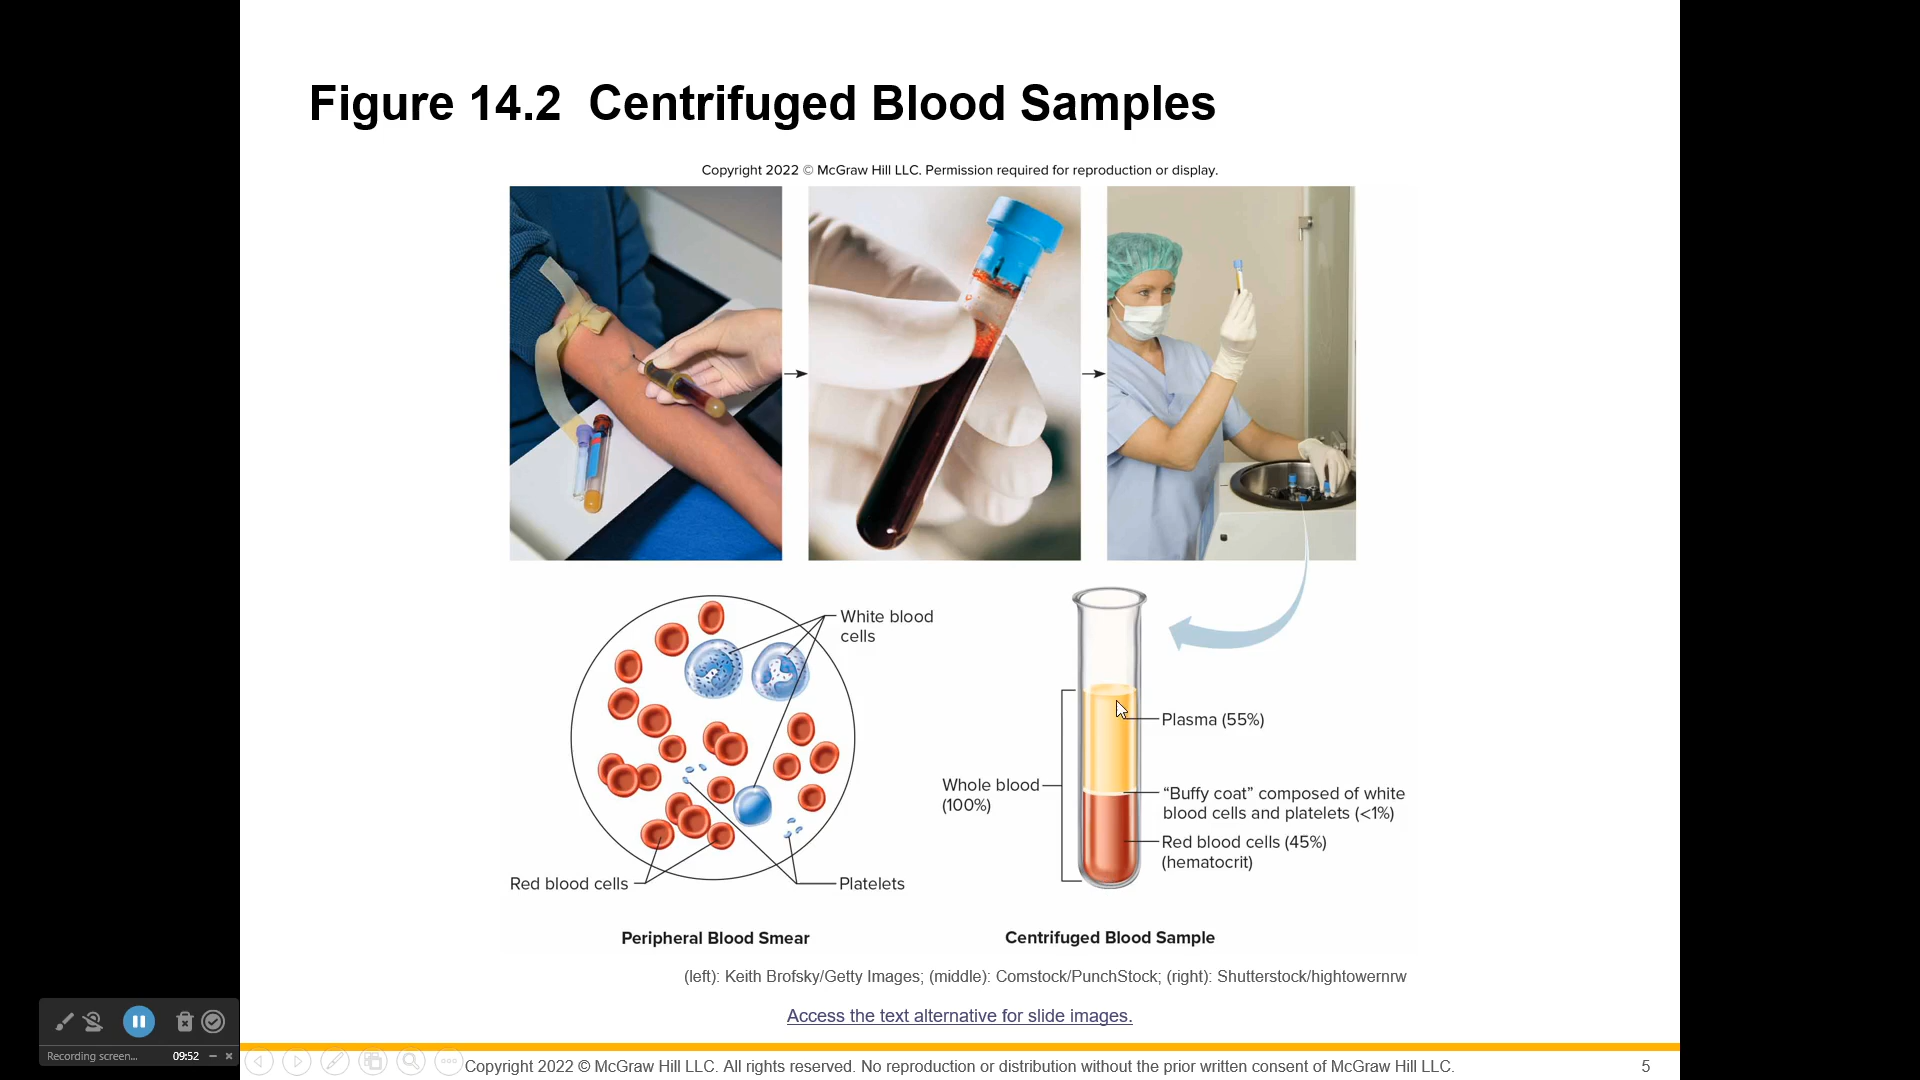 Figure 14.2  Centrifuged Blood Samples
Copyright 2022 © McGraw Hill LLC. Permission required for reproduction or display.
White blood
cells
Red blood cells
Platelets
Peripheral Blood Smear
Plasma (55%)
Whole blood
(100%)
“Buffy coat” composed of white
blood cells and platelets (<1%)
Red blood cells (45%)
(hematocrit)
Centrifuged Blood Sample
(left): Keith Brofsky/Getty Images; (middle): Comstock/PunchStock; (right): Shutterstock/hightowernrw
Access the text alternative for slide images.
Recording screen...
09:52
Copyright 2022 © McGraw Hill LLC. All rights reserved. No reproduction or distribution without the prior written consent of McGraw Hill LLC.
5